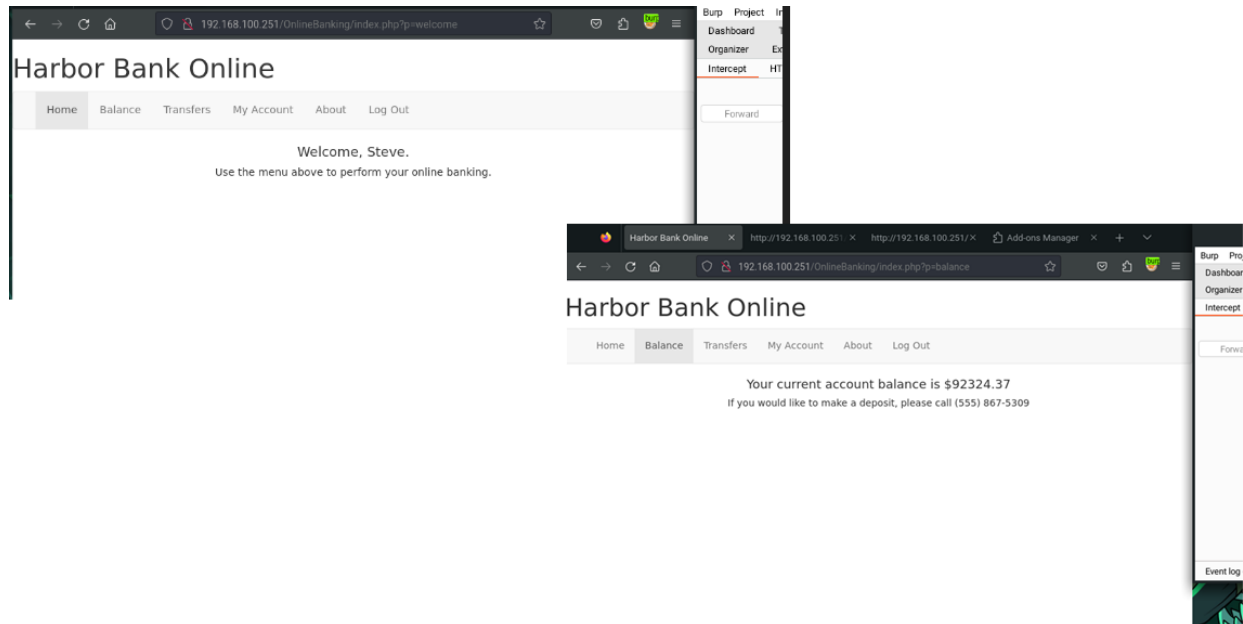 192.168.100.251/OnlineBanking/index.php?p=welcome
Burp Project
Dashboard
Organizer
Intercept
Forward
Harbor Bank Online
Home Balance Transfers My Account About Log Out
Welcome, Steve.
Use the menu above to perform your online banking.
Harbor Bank Online http://192.168.100.251/ http://192.168.100.251/ Add-ons Manager
192.168.100.251/OnlineBanking/index.php?p=balance
Burp
Organizer
Intercept
Harbor Bank Online
Home Balance Transfers My Account About Log Out
Your current account balance is $92324.37
If you would like to make a deposit, please call (555) 867-5309
Event log